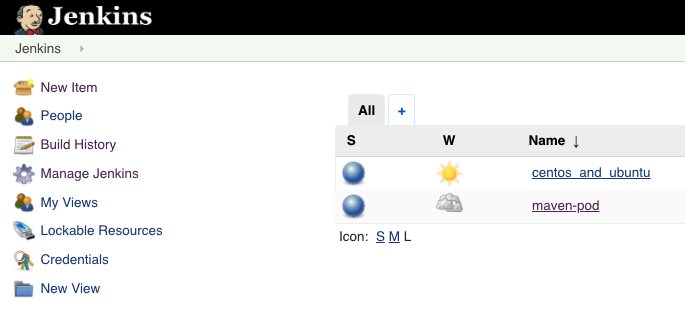 Jenkins
Jenkins
New Item
People
Build History
Manage Jenkins
My Views
Lockable Resources
Credentials
New View
All +
S W Name ↓
centos_and_ubuntu
maven-pod
Icon: S M L